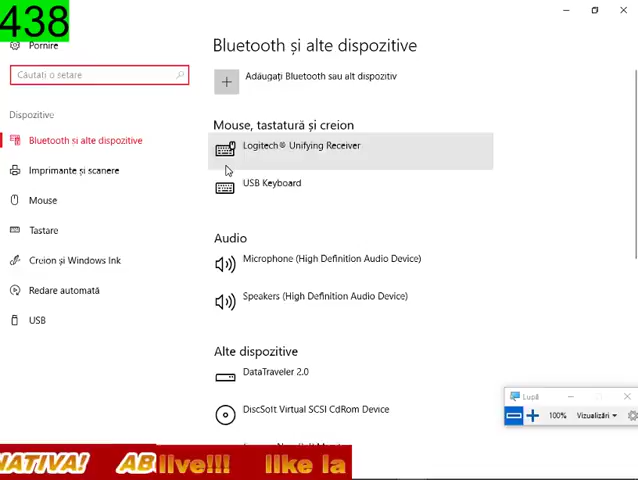 438
Pornire
Căutați o setare
Dispozitive
Bluetooth și alte dispozitive
Imprimante și scanere
Mouse
Tastare
Creion și Windows Ink
Redare automată
USB
Bluetooth și alte dispozitive
Adăugați Bluetooth sau alt dispozitiv
Mouse, tastatură și creion
Logitech® Unifying Receiver
USB Keyboard
Audio
Microphone (High Definition Audio Device)
Speakers (High Definition Audio Device)
Alte dispozitive
DataTraveler 2.0
DiscSoft Virtual SCSI CdRom Device
Lupă
100% Vizualizări
NATIVA! AB live!!! like la